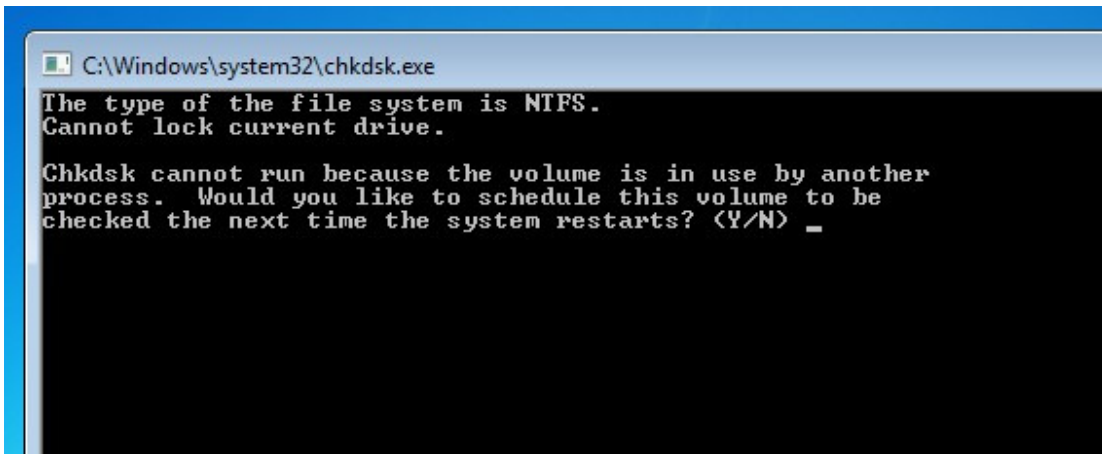 C:\Windows\system32\chkdsk.exe
The type of the file system is NTFS.
Cannot lock current drive.
Chkdsk cannot run because the volume is in use by another
process.  Would you like to schedule this volume to be
checked the next time the system restarts? (Y/N) _